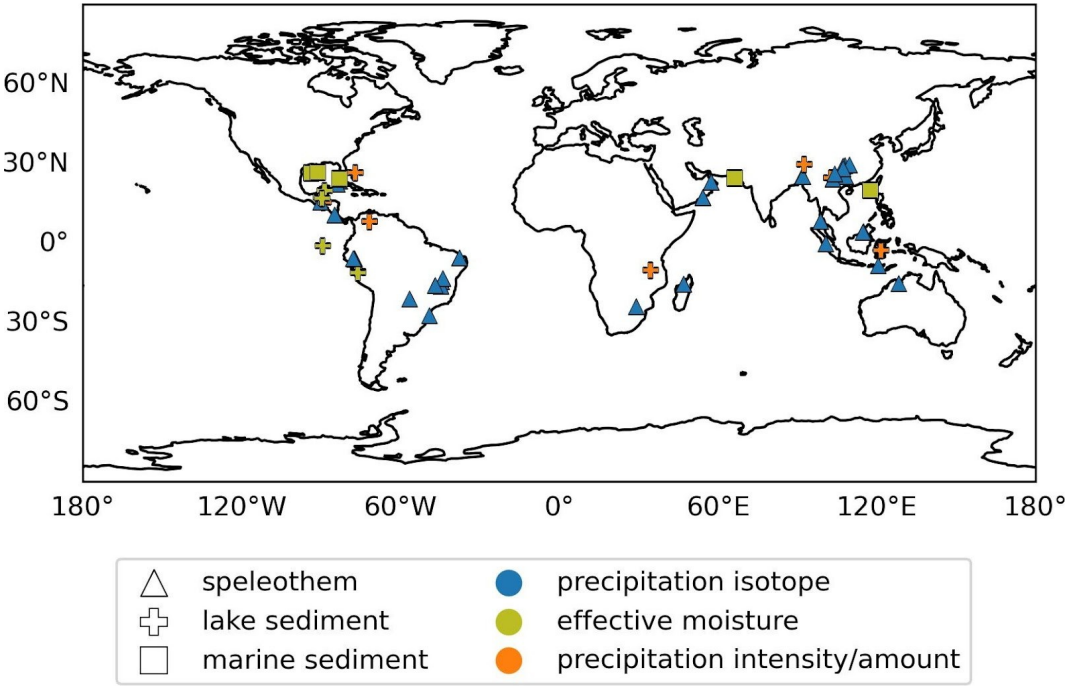 60°N
30°N
0°
30°S
60°S
180° 120°W 60°W 0° 60°E 120°E 180°
speleothem precipitation isotope
lake sediment effective moisture
marine sediment precipitation intensity/amount